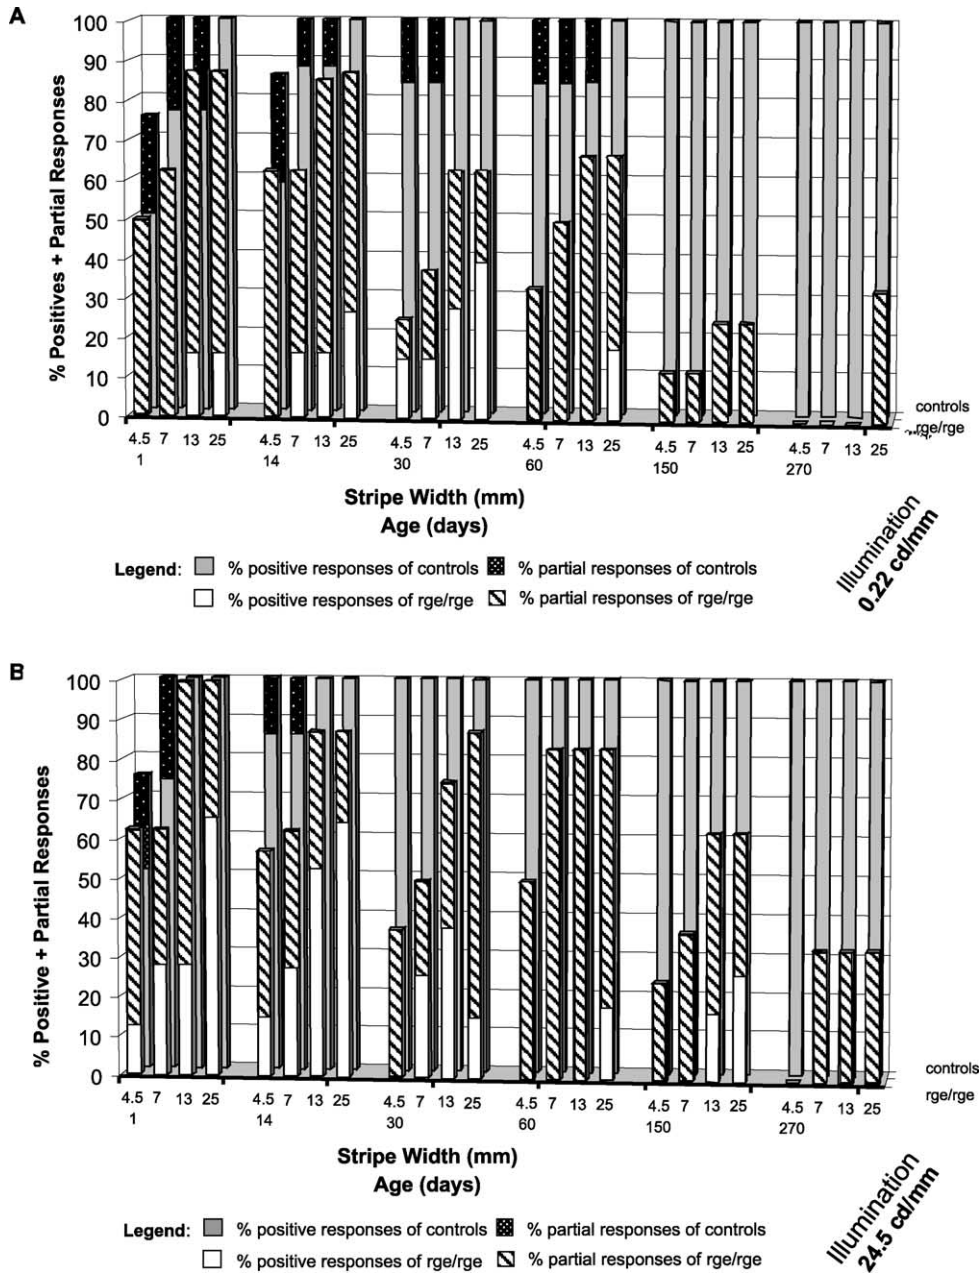 A
% Positives + Partial Responses
100
90
80
70
60
50
40
30
20
10
0
controls
rge/rge
4.5 7 13 25 4.5 7 13 25 4.5 7 13 25 4.5 7 13 25 4.5 7 13 25 4.5 7 13 25
1 14 30 60 150 270
Stripe Width (mm)
Age (days)
Illumination
0.22 cd/mm
Legend: % positive responses of controls % partial responses of controls
% positive responses of rge/rge % partial responses of rge/rge
B
% Positive + Partial Responses
100
90
80
70
60
50
40
30
20
10
0
controls
rge/rge
4.5 7 13 25 4.5 7 13 25 4.5 7 13 25 4.5 7 13 25 4.5 7 13 25 4.5 7 13 25
1 14 30 60 150 270
Stripe Width (mm)
Age (days)
Illumination
24.5 cd/mm
Legend: % positive responses of controls % partial responses of controls
% positive responses of rge/rge % partial responses of rge/rge